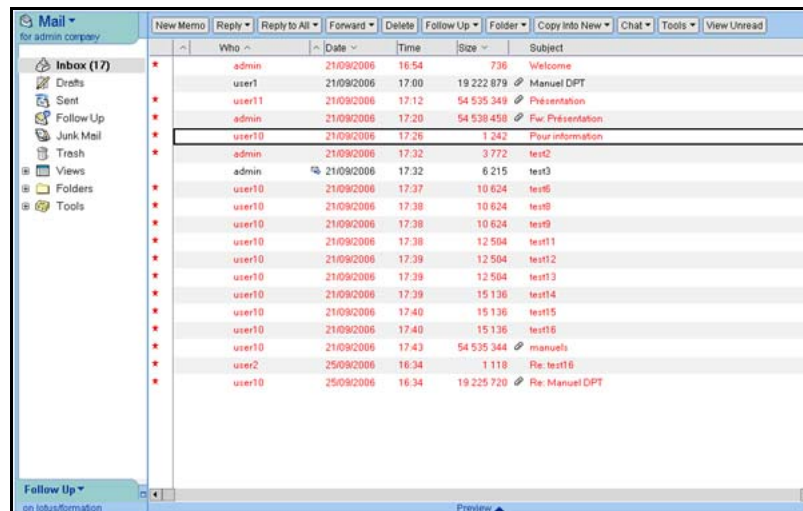 Mail
for admin company
New Memo Reply Reply to All Forward Delete Follow Up Folder Copy Into New Chat Tools View Unread
Inbox (17)
Drafts
Sent
Follow Up
Junk Mail
Trash
Views
Folders
Tools
Who Date Time Size Subject
admin 21/09/2006 16:54 736 Welcome
user1 21/09/2006 17:00 19 222 879 Manuel DPT
user11 21/09/2006 17:12 54 535 349 Présentation
admin 21/09/2006 17:20 54 538 458 Fw: Présentation
user10 21/09/2006 17:26 1 242 Pour information
admin 21/09/2006 17:32 3 772 test2
admin 21/09/2006 17:32 6 215 test3
user10 21/09/2006 17:37 10 624 test6
user10 21/09/2006 17:38 10 624 test8
user10 21/09/2006 17:38 10 624 test9
user10 21/09/2006 17:38 12 504 test11
user10 21/09/2006 17:39 12 504 test12
user10 21/09/2006 17:39 12 504 test13
user10 21/09/2006 17:39 15 136 test14
user10 21/09/2006 17:40 15 136 test15
user10 21/09/2006 17:40 15 136 test16
user10 21/09/2006 17:43 54 535 344 manuels
user2 25/09/2006 16:34 1 118 Re: test16
user10 25/09/2006 16:34 19 225 720 Re: Manuel DPT
Follow Up
on lotus/formation
Preview